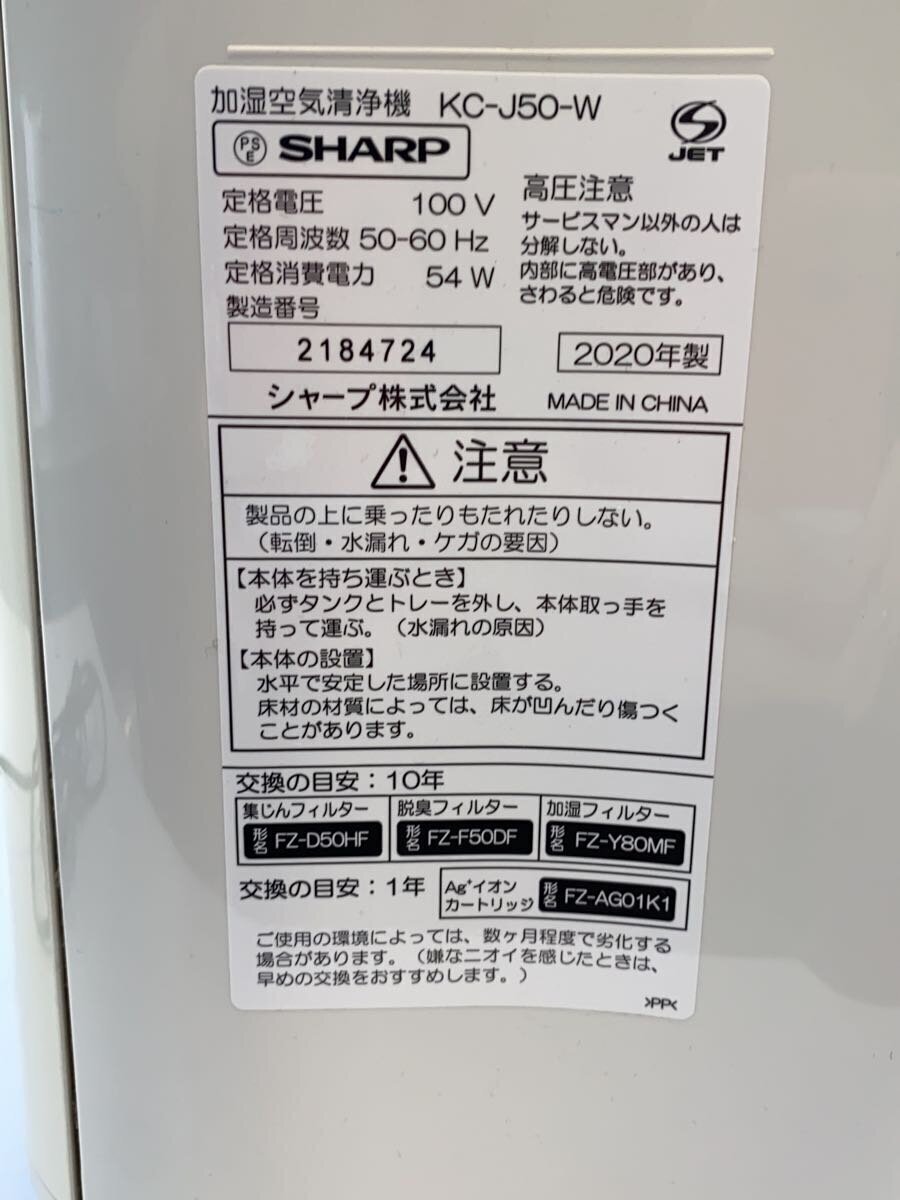 加湿空気清浄機 KC-J50-W
PSE SHARP
JET
定格電圧 100 V
定格周波数 50-60 Hz
定格消費電力 54 W
製造番号
2184724
シャープ株式会社
高圧注意
サービスマン以外の人は
分解しない。
内部に高電圧部があり、
さわると危険です。
2020年製
MADE IN CHINA
注意
製品の上に乗ったりもたれたりしない。
（転倒・水漏れ・ケガの要因）
【本体を持ち運ぶとき】
必ずタンクとトレーを外し、本体取っ手を
持って運ぶ。（水漏れの原因）
【本体の設置】
水平で安定した場所に設置する。
床材の材質によっては、床が凹んだり傷つく
ことがあります。
交換の目安：10年
集じんフィルター
形名 FZ-D50HF
脱臭フィルター
形名 FZ-F50DF
加湿フィルター
形名 FZ-Y80MF
交換の目安：1年
Ag⁺イオン
カートリッジ
形名 FZ-AG01K1
ご使用の環境によっては、数ヶ月程度で劣化する
場合があります。（嫌なニオイを感じたときは、
早めの交換をおすすめします。）
>PP<